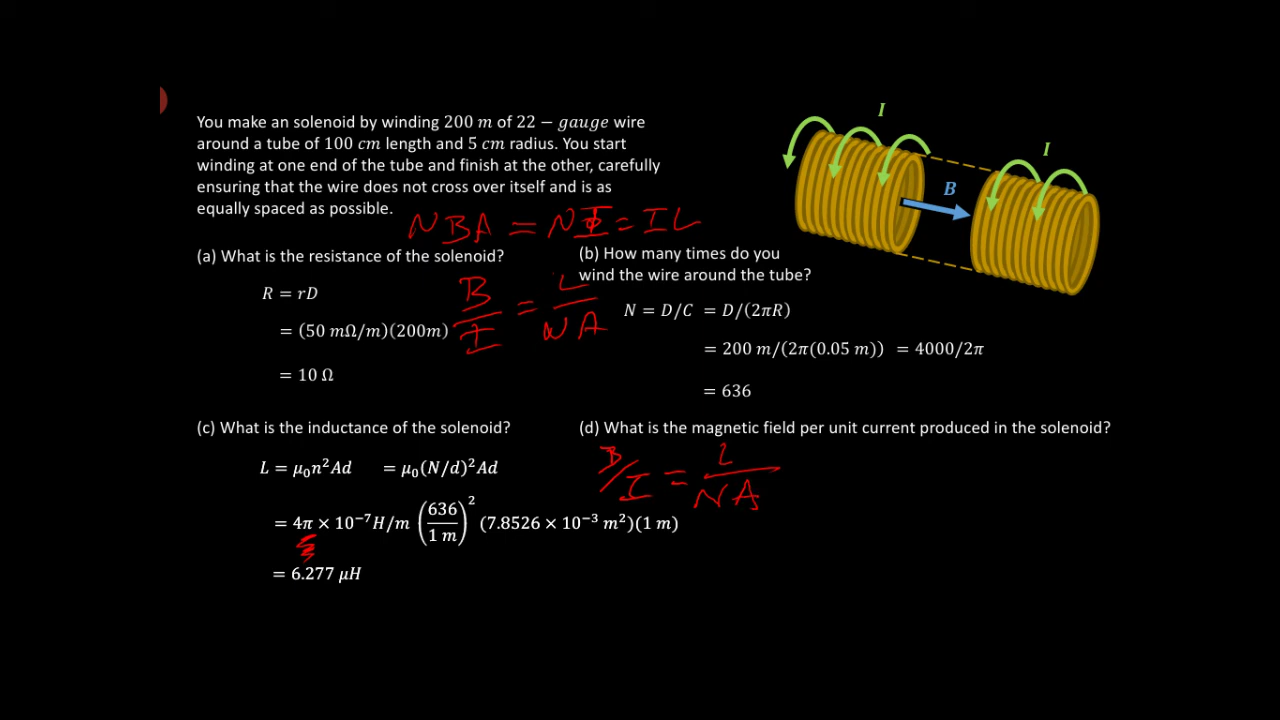 You make an solenoid by winding 200 m of 22 − gauge wire
around a tube of 100 cm length and 5 cm radius. You start
winding at one end of the tube and finish at the other, carefully
ensuring that the wire does not cross over itself and is as
equally spaced as possible.
I
I
B
NBA = NΦ = IL
(a) What is the resistance of the solenoid?
R = rD
= (50 mΩ/m)(200m)
= 10 Ω
B/I = L/NA
(b) How many times do you
wind the wire around the tube?
N = D/C = D/(2πR)
= 200 m/(2π(0.05 m)) = 4000/2π
= 636
(c) What is the inductance of the solenoid?
L = μ₀n²Ad = μ₀(N/d)²Ad
= 4π × 10⁻⁷H/m (636/1 m)² (7.8526 × 10⁻³ m²)(1 m)
= 6.277 μH
(d) What is the magnetic field per unit current produced in the solenoid?
B/I = L/NA